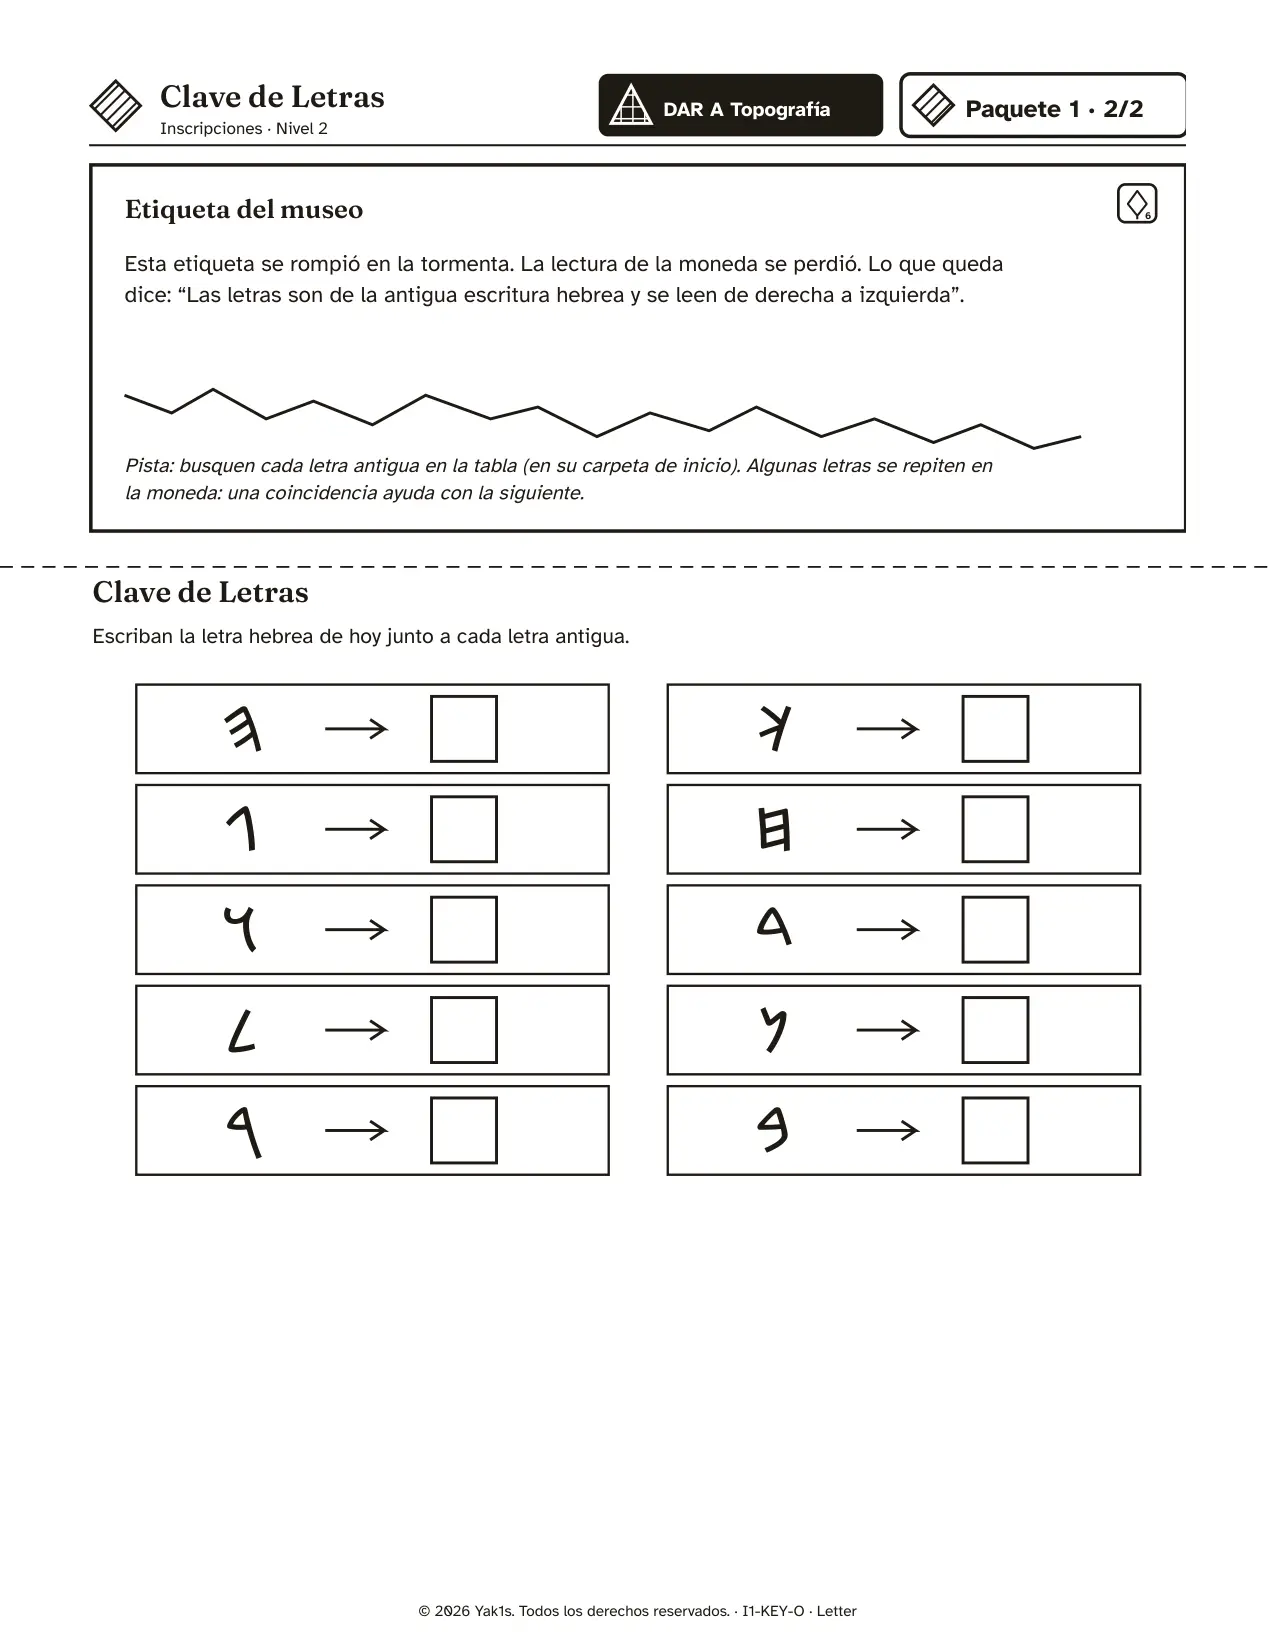 Clave de Letras
Inscripciones · Nivel 2
DAR A Topografía
Paquete 1 · 2/2
Etiqueta del museo
6
Esta etiqueta se rompió en la tormenta. La lectura de la moneda se perdió. Lo que queda
dice: “Las letras son de la antigua escritura hebrea y se leen de derecha a izquierda”.
Pista: busquen cada letra antigua en la tabla (en su carpeta de inicio). Algunas letras se repiten en
la moneda: una coincidencia ayuda con la siguiente.
Clave de Letras
Escriban la letra hebrea de hoy junto a cada letra antigua.
𐤄 → 𐤀 →
𐤂 → 𐤇 →
𐤅 → 𐤃 →
𐤋 → 𐤍 →
𐤓 → 𐤁 →
© 2026 Yak1s. Todos los derechos reservados. · I1-KEY-O · Letter